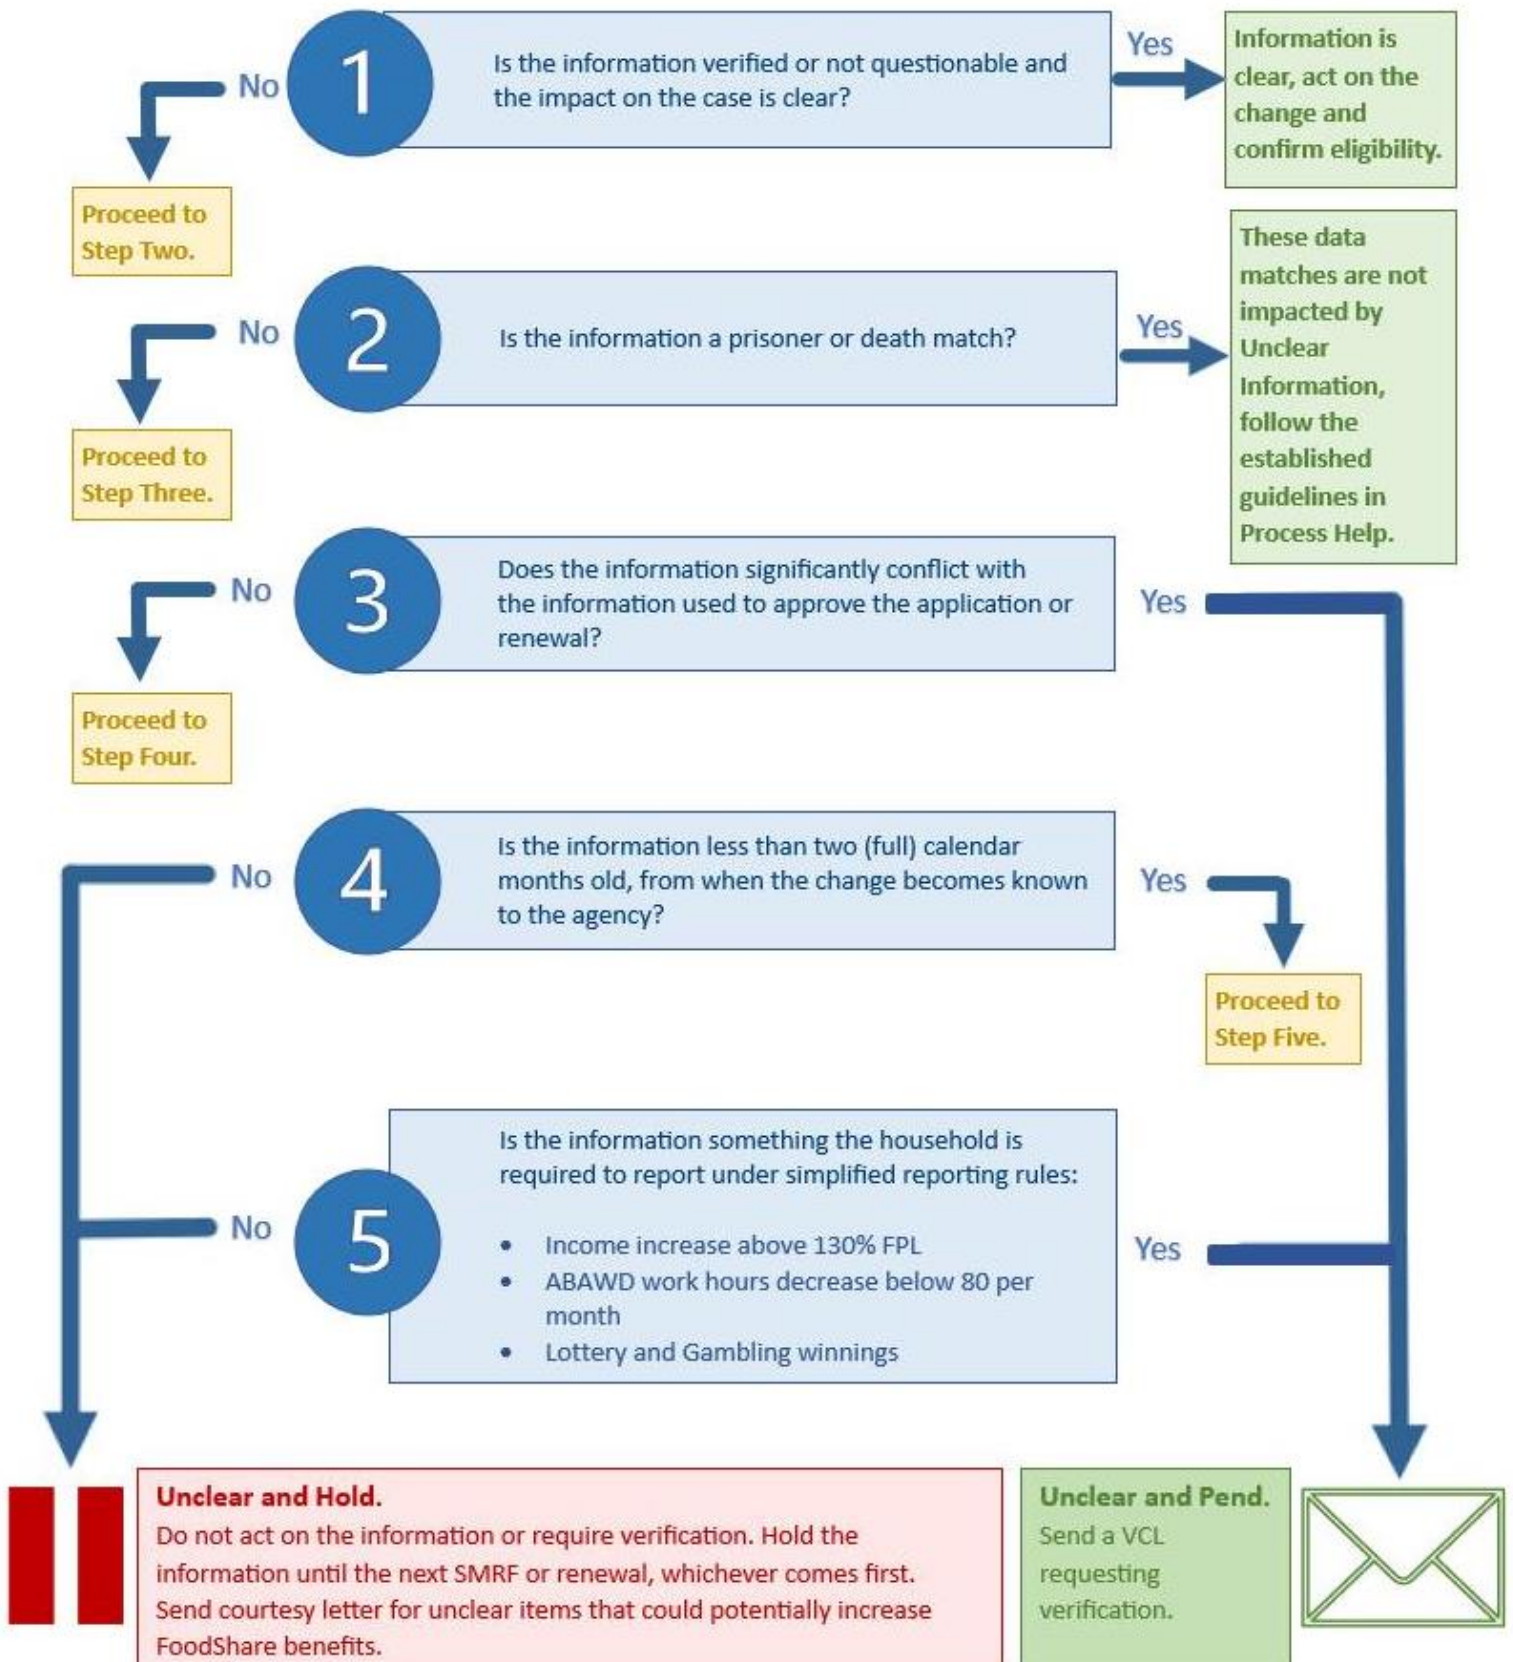 No
1
Is the information verified or not questionable and
the impact on the case is clear?
Yes
Information is
clear, act on the
change and
confirm eligibility.
Proceed to
Step Two.
No
2
Is the information a prisoner or death match?
Yes
These data
matches are not
impacted by
Unclear
Information,
follow the
established
guidelines in
Process Help.
Proceed to
Step Three.
No
3
Does the information significantly conflict with
the information used to approve the application or
renewal?
Yes
Proceed to
Step Four.
No
4
Is the information less than two (full) calendar
months old, from when the change becomes known
to the agency?
Yes
Proceed to
Step Five.
No
5
Is the information something the household is
required to report under simplified reporting rules:
• Income increase above 130% FPL
• ABAWD work hours decrease below 80 per
month
• Lottery and Gambling winnings
Yes
Unclear and Hold.
Do not act on the information or require verification. Hold the
information until the next SMRF or renewal, whichever comes first.
Send courtesy letter for unclear items that could potentially increase
FoodShare benefits.
Unclear and Pend.
Send a VCL
requesting
verification.